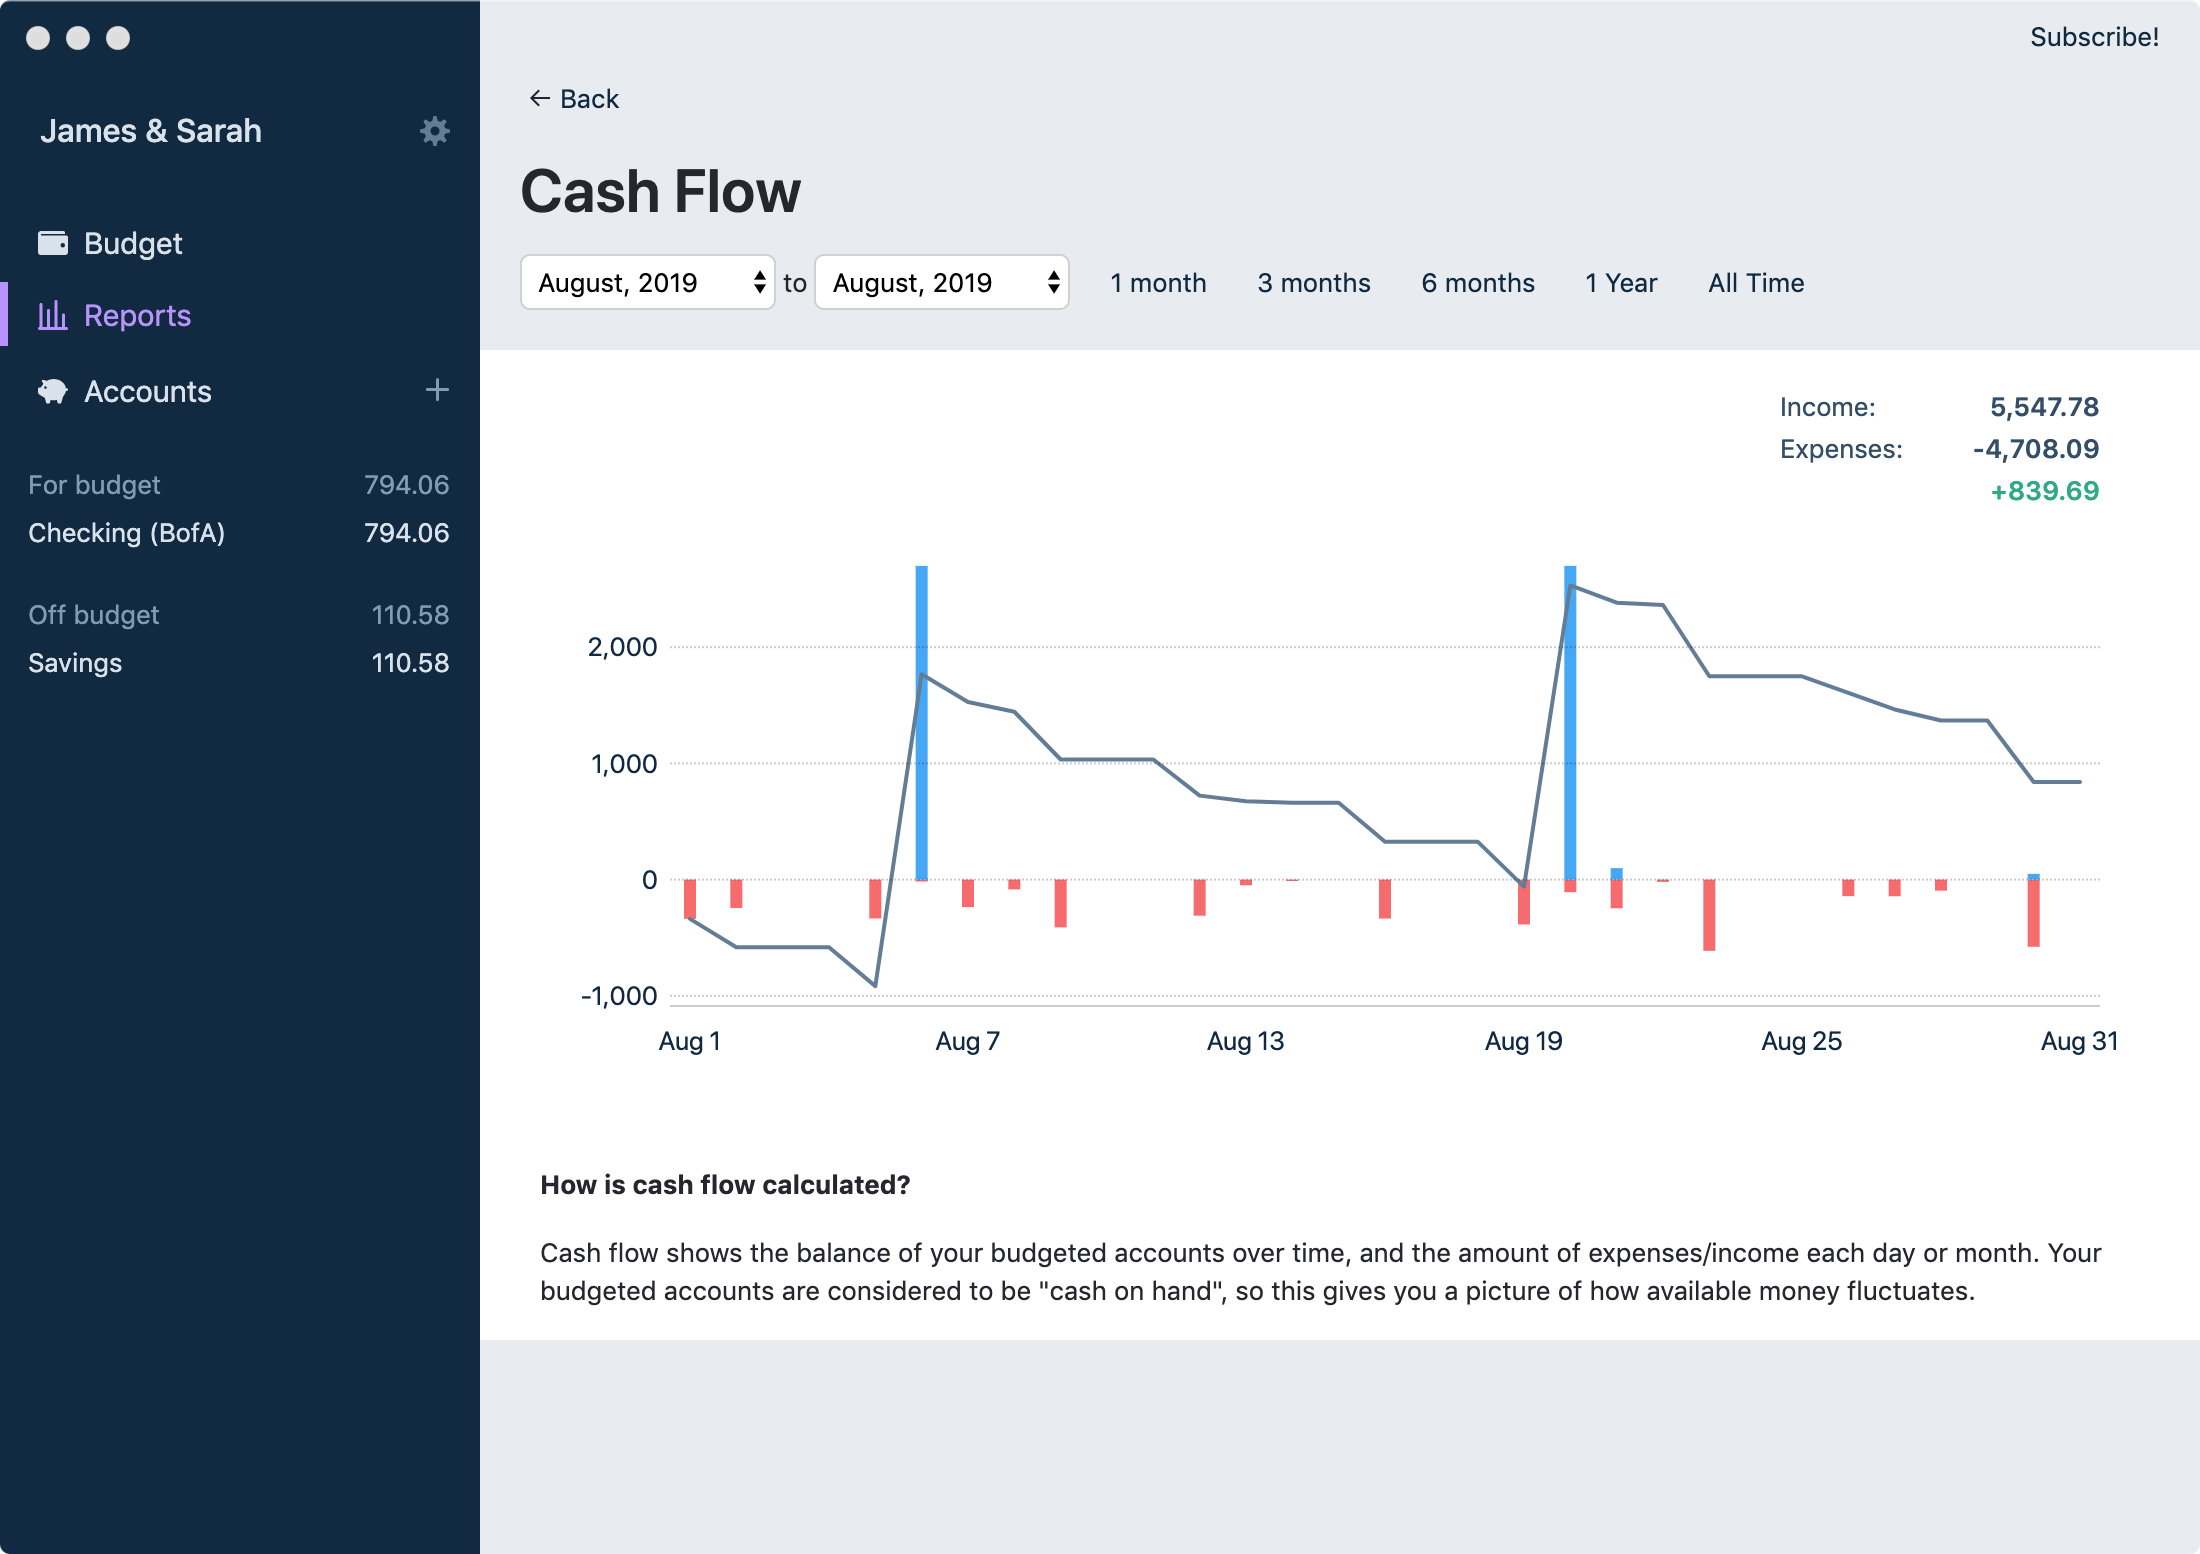 Subscribe!
← Back
James & Sarah
Cash Flow
Budget
August, 2019 to August, 2019 1 month 3 months 6 months 1 Year All Time
Reports
Accounts +
Income: 5,547.78
Expenses: -4,708.09
+839.69
For budget 794.06
Checking (BofA) 794.06
Off budget 110.58
Savings 110.58
2,000
1,000
0
-1,000
Aug 1 Aug 7 Aug 13 Aug 19 Aug 25 Aug 31
How is cash flow calculated?
Cash flow shows the balance of your budgeted accounts over time, and the amount of expenses/income each day or month. Your
budgeted accounts are considered to be "cash on hand", so this gives you a picture of how available money fluctuates.